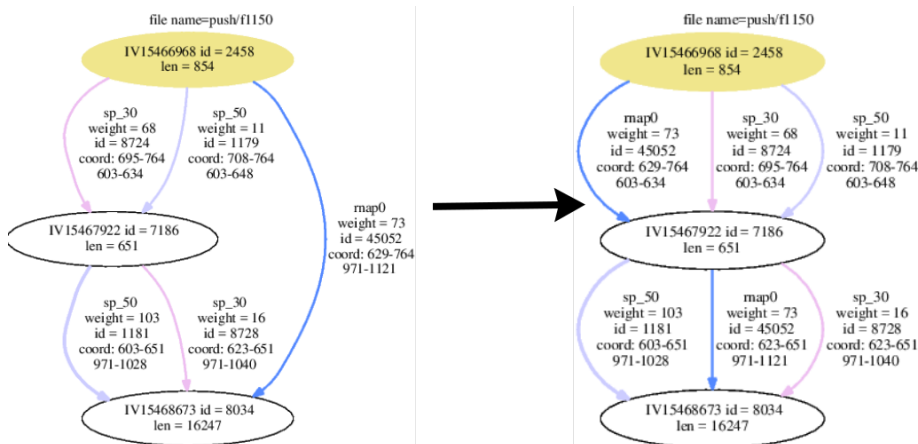 file name=push/f1150
IV15466968 id = 2458
len = 854
sp_30
weight = 68
id = 8724
coord: 695-764
603-634
sp_50
weight = 11
id = 1179
coord: 708-764
603-648
map0
weight = 73
id = 45052
coord: 629-764
971-1121
IV15467922 id = 7186
len = 651
sp_50
weight = 103
id = 1181
coord: 603-651
971-1028
sp_30
weight = 16
id = 8728
coord: 623-651
971-1040
IV15468673 id = 8034
len = 16247
file name=push/f1150
IV15466968 id = 2458
len = 854
map0
weight = 73
id = 45052
coord: 629-764
603-634
sp_30
weight = 68
id = 8724
coord: 695-764
603-634
sp_50
weight = 11
id = 1179
coord: 708-764
603-648
IV15467922 id = 7186
len = 651
sp_50
weight = 103
id = 1181
coord: 603-651
971-1028
map0
weight = 73
id = 45052
coord: 623-651
971-1121
sp_30
weight = 16
id = 8728
coord: 623-651
971-1040
IV15468673 id = 8034
len = 16247